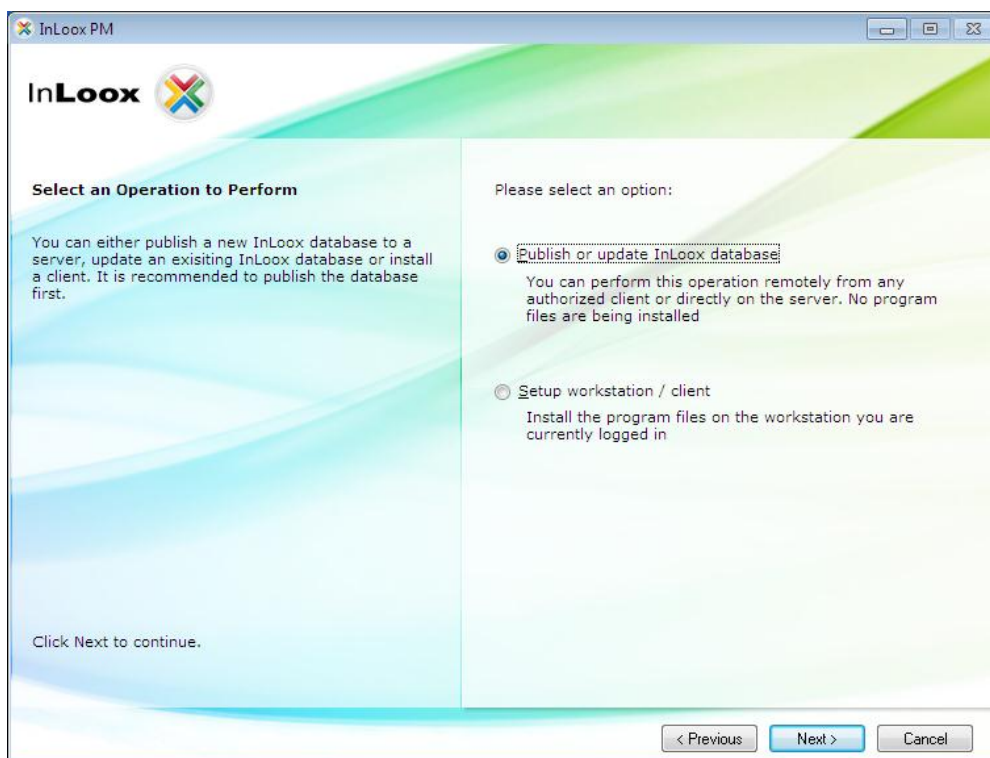 InLoox PM
InLoox
Select an Operation to Perform
You can either publish a new InLoox database to a
server, update an exisiting InLoox database or install
a client. It is recommended to publish the database
first.
Click Next to continue.
Please select an option:
Publish or update InLoox database
You can perform this operation remotely from any
authorized client or directly on the server. No program
files are being installed
Setup workstation / client
Install the program files on the workstation you are
currently logged in
< Previous
Next >
Cancel